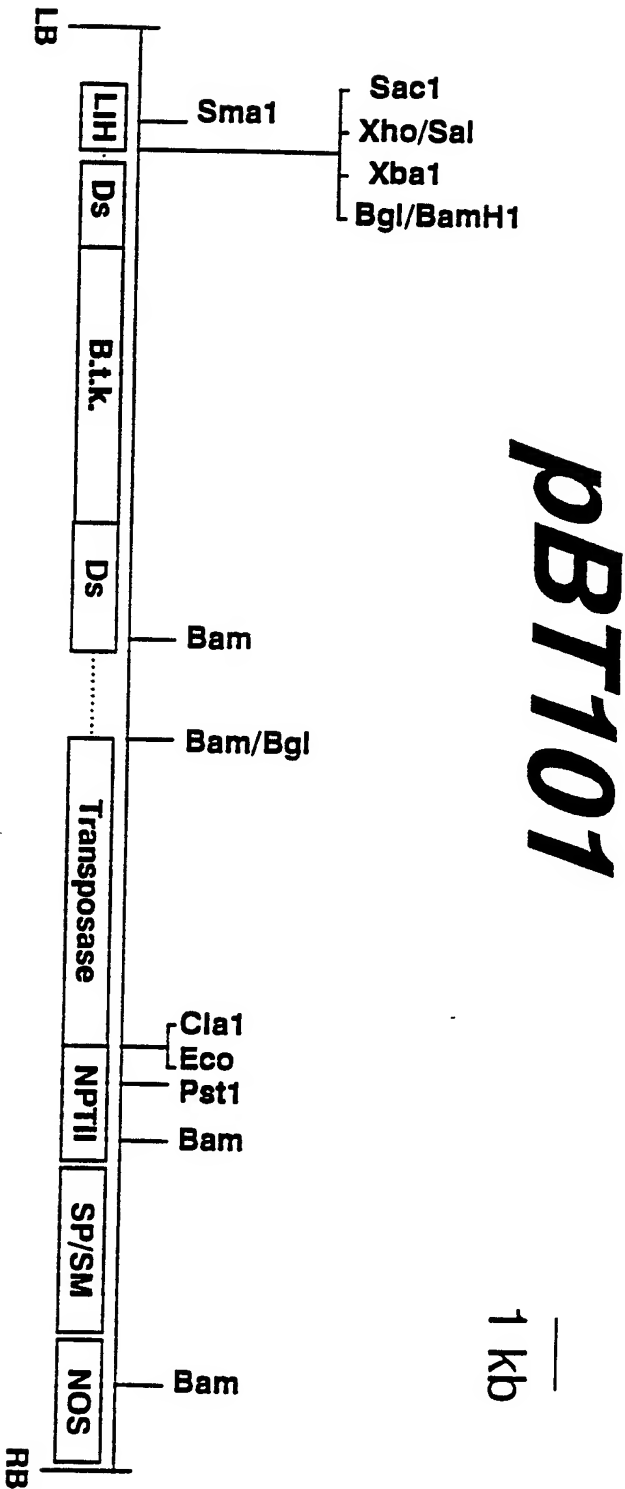 pBT101
1 kb
LB
LIH
Ds
B.t.k.
Ds
Transposase
NPTII
SP/SM
NOS
RB
Sma1
Sac1
Xho/Sal
Xba1
Bgl/BamH1
Bam
Bam/Bgl
Cla1
Eco
Pst1
Bam
Bam